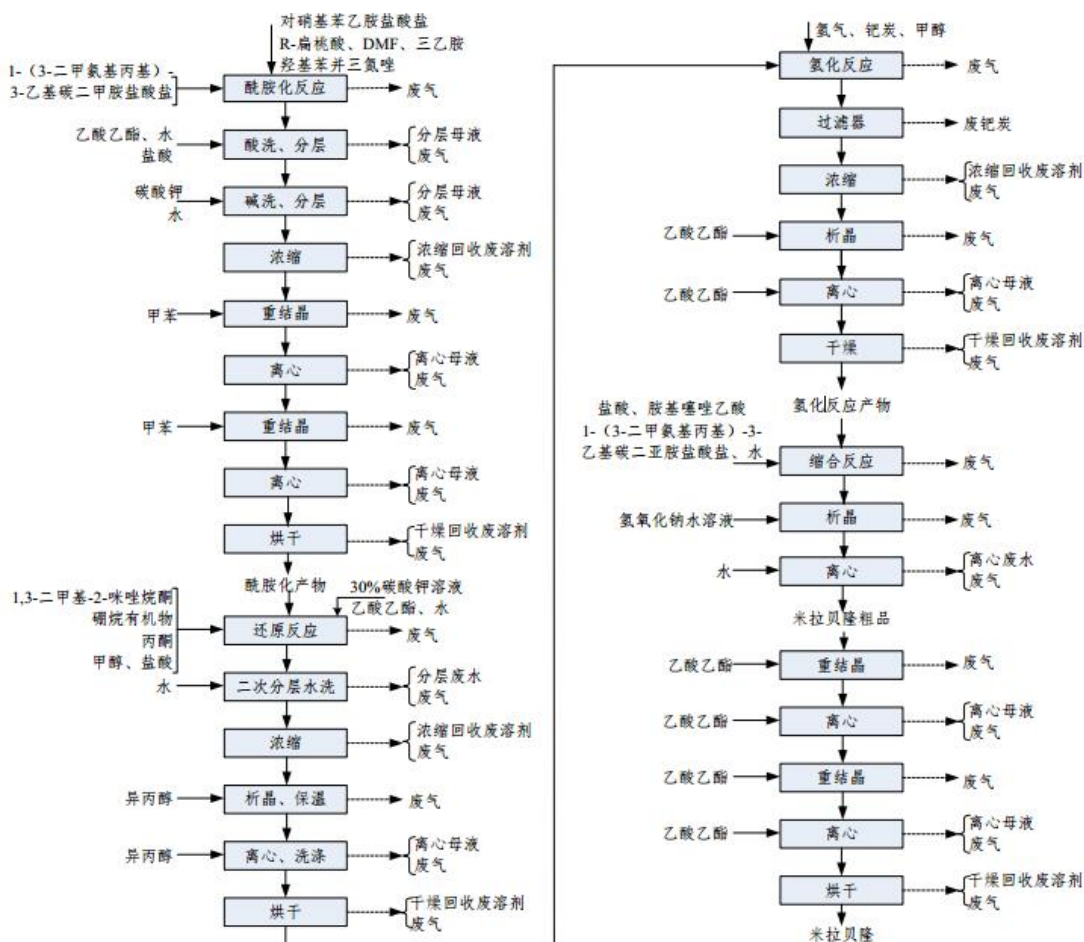 对硝基苯乙胺盐酸盐
R-扁桃酸、DMF、三乙胺
羟基苯并三氮唑
1-（3-二甲氨基丙基）-
3-乙基碳二甲胺盐酸盐
酰胺化反应
废气
乙酸乙酯、水
盐酸
酸洗、分层
分层母液
废气
碳酸钾
水
碱洗、分层
分层母液
废气
浓缩
浓缩回收废溶剂
废气
甲苯
重结晶
废气
离心
离心母液
废气
甲苯
重结晶
废气
离心
离心母液
废气
烘干
干燥回收废溶剂
废气
酰胺化产物
30%碳酸钾溶液
乙酸乙酯、水
1,3-二甲基-2-咪唑烷酮
硼烷有机物
丙酮
甲醇、盐酸
还原反应
废气
水
二次分层水洗
分层废水
废气
浓缩
浓缩回收废溶剂
废气
异丙醇
析晶、保温
废气
异丙醇
离心、洗涤
离心母液
废气
烘干
干燥回收废溶剂
废气
氢气、钯炭、甲醇
氢化反应
废气
过滤器
废钯炭
浓缩
浓缩回收废溶剂
废气
乙酸乙酯
析晶
废气
乙酸乙酯
离心
离心母液
废气
干燥
干燥回收废溶剂
废气
氢化反应产物
盐酸、胺基噻唑乙酸
1-（3-二甲氨基丙基）-3-
乙基碳二亚胺盐酸盐、水
缩合反应
废气
氢氧化钠水溶液
析晶
废气
水
离心
离心废水
废气
米拉贝隆粗品
乙酸乙酯
重结晶
废气
乙酸乙酯
离心
离心母液
废气
乙酸乙酯
重结晶
废气
乙酸乙酯
离心
离心母液
废气
烘干
干燥回收废溶剂
废气
米拉贝隆